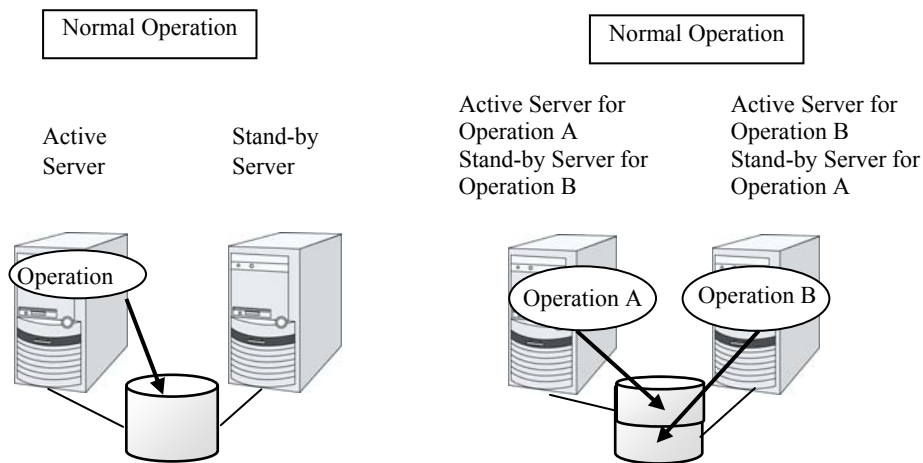 Normal Operation
Active
Server
Stand-by
Server
Operation
Normal Operation
Active Server for
Operation A
Stand-by Server for
Operation B
Active Server for
Operation B
Stand-by Server for
Operation A
Operation A
Operation B